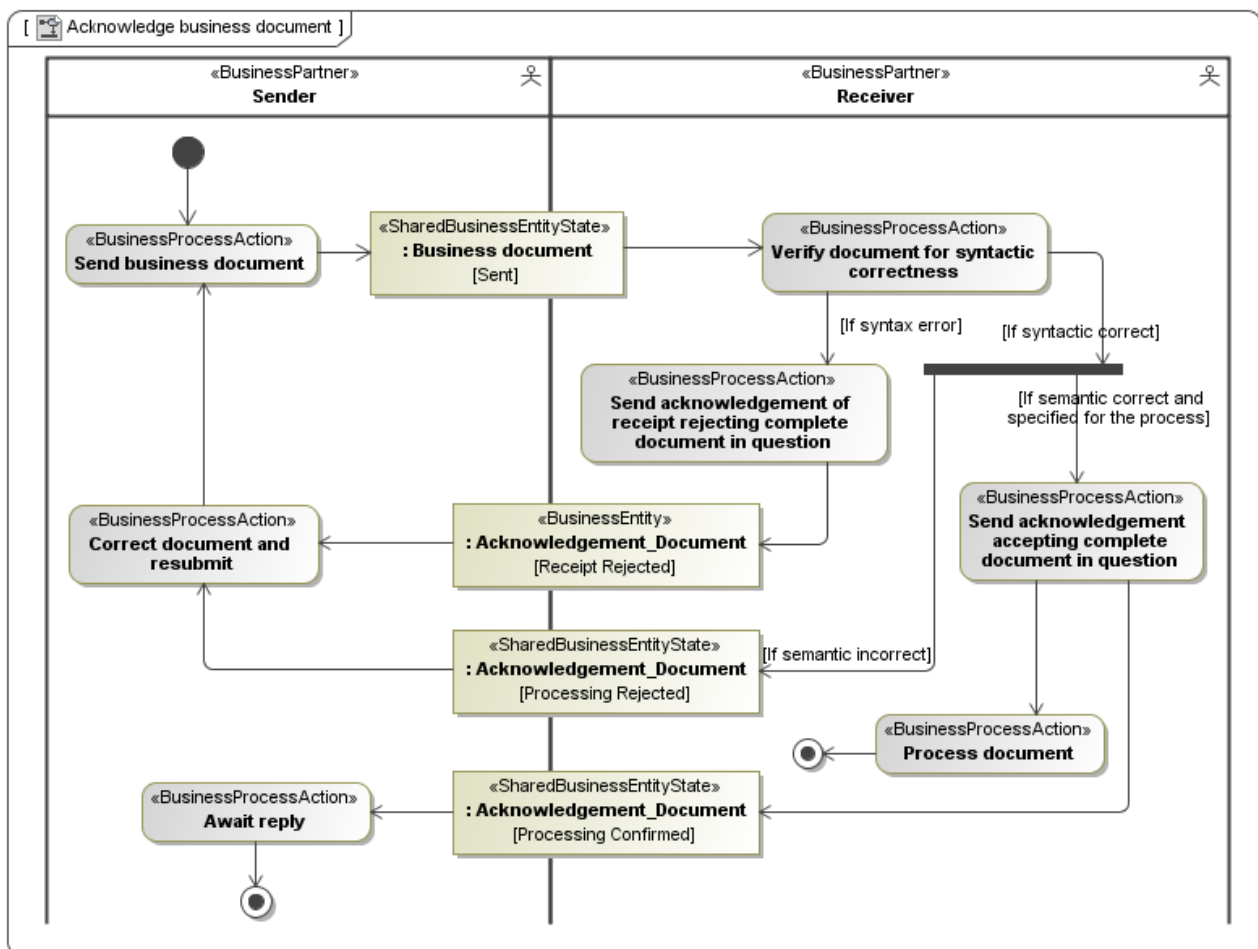 [ Acknowledge business document ]
«BusinessPartner»
Sender
«BusinessPartner»
Receiver
«BusinessProcessAction»
Send business document
«SharedBusinessEntityState»
: Business document
[Sent]
«BusinessProcessAction»
Verify document for syntactic
correctness
[If syntax error]
[If syntactic correct]
«BusinessProcessAction»
Send acknowledgement of
receipt rejecting complete
document in question
[If semantic correct and
specified for the process]
«BusinessProcessAction»
Correct document and
resubmit
«BusinessEntity»
: Acknowledgement_Document
[Receipt Rejected]
«BusinessProcessAction»
Send acknowledgement
accepting complete
document in question
«SharedBusinessEntityState»
: Acknowledgement_Document
[Processing Rejected]
[If semantic incorrect]
«BusinessProcessAction»
Process document
«BusinessProcessAction»
Await reply
«SharedBusinessEntityState»
: Acknowledgement_Document
[Processing Confirmed]